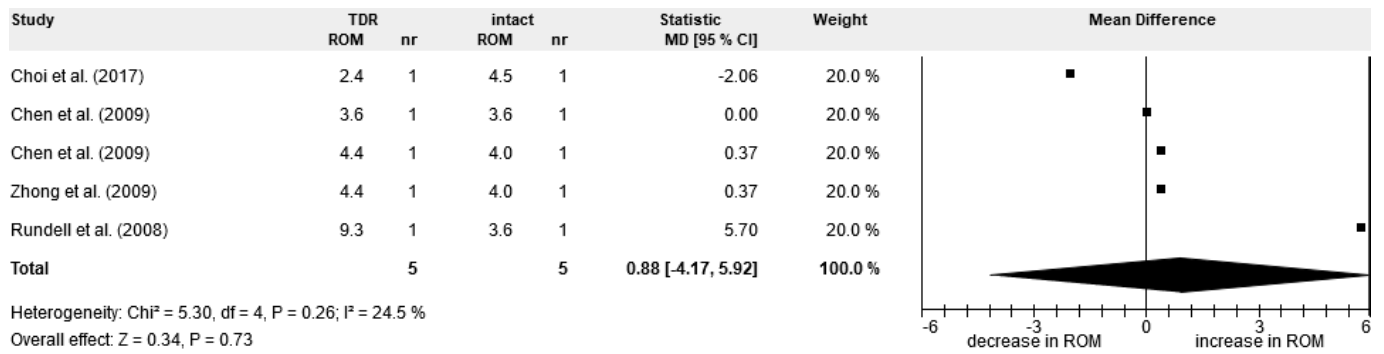 Study TDR intact Statistic Weight Mean Difference
ROM nr ROM nr MD [95 % CI]
Choi et al. (2017) 2.4 1 4.5 1 -2.06 20.0 %
Chen et al. (2009) 3.6 1 3.6 1 0.00 20.0 %
Chen et al. (2009) 4.4 1 4.0 1 0.37 20.0 %
Zhong et al. (2009) 4.4 1 4.0 1 0.37 20.0 %
Rundell et al. (2008) 9.3 1 3.6 1 5.70 20.0 %
Total 5 5 0.88 [-4.17, 5.92] 100.0 %
Heterogeneity: Chi² = 5.30, df = 4, P = 0.26; I² = 24.5 %
Overall effect: Z = 0.34, P = 0.73
-6 -3 0 3 6
decrease in ROM increase in ROM